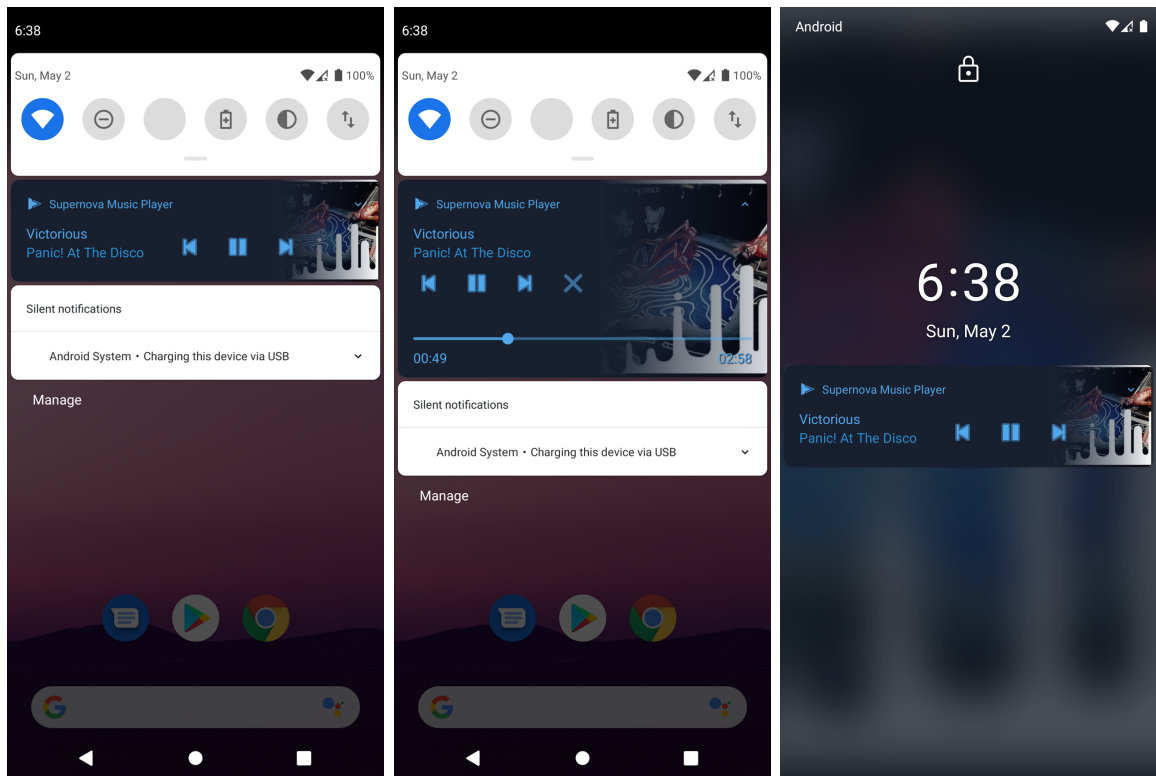 6:38
Sun, May 2
100%
Supernova Music Player
Victorious
Panic! At The Disco
Silent notifications
Android System • Charging this device via USB
Manage
6:38
Sun, May 2
100%
Supernova Music Player
Victorious
Panic! At The Disco
00:49
02:58
Silent notifications
Android System • Charging this device via USB
Manage
Android
6:38
Sun, May 2
Supernova Music Player
Victorious
Panic! At The Disco